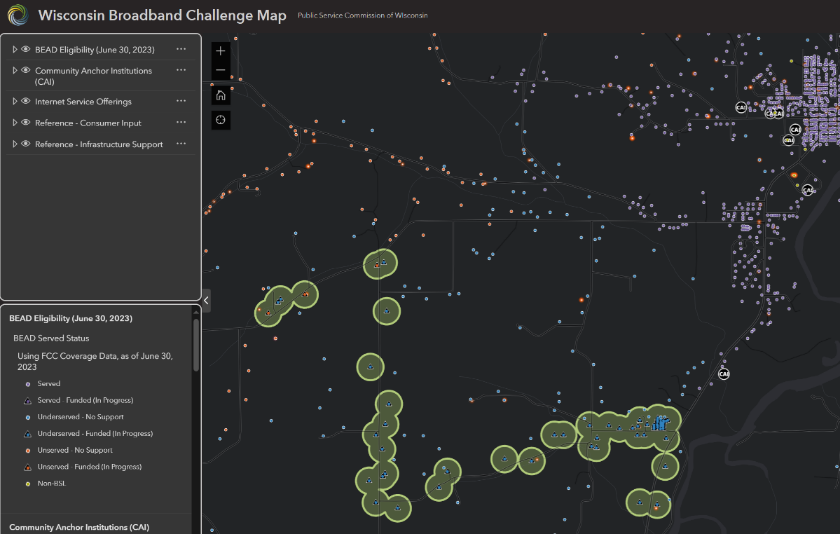 Wisconsin Broadband Challenge Map
Public Service Commission of Wisconsin
BEAD Eligibility (June 30, 2023)
Community Anchor Institutions
(CAI)
Internet Service Offerings
Reference - Consumer Input
Reference - Infrastructure Support
BEAD Eligibility (June 30, 2023)
BEAD Served Status
Using FCC Coverage Data, as of June 30,
2023
Served
Served - Funded (In Progress)
Underserved - No Support
Underserved - Funded (In Progress)
Unserved - No Support
Unserved - Funded (In Progress)
Non-BSL
Community Anchor Institutions (CAI)
CAI
CAI
CAI
CAI
CAI